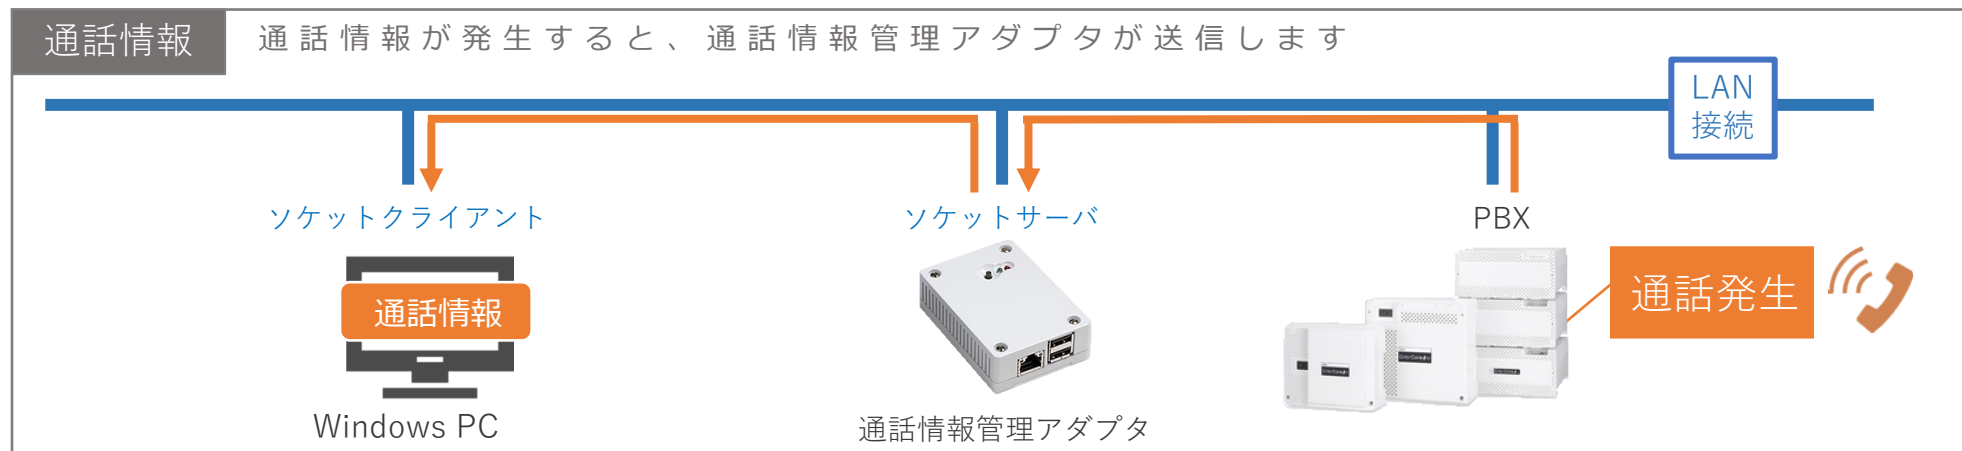 通話情報
通話情報が発生すると、通話情報管理アダプタが送信します
LAN
接続
ソケットクライアント
ソケットサーバ
PBX
通話情報
通話発生
Windows PC
通話情報管理アダプタ